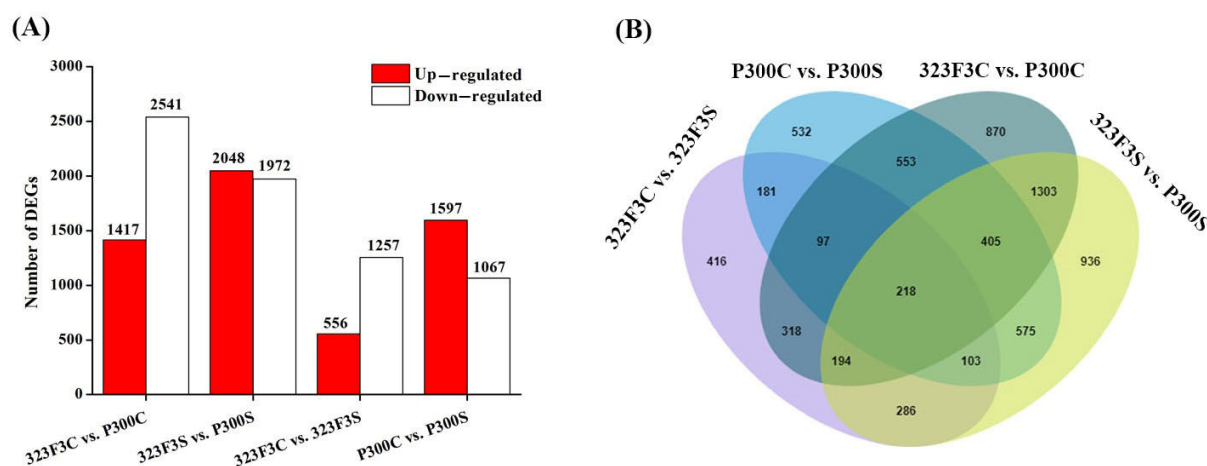 (A)
Number of DEGs
3000
2500
2000
1500
1000
500
0
Up−regulated
Down−regulated
1417
2541
2048
1972
556
1257
1597
1067
323F3C vs. P300C
323F3S vs. P300S
323F3C vs. 323F3S
P300C vs. P300S
(B)
323F3C vs. 323F3S
P300C vs. P300S
323F3C vs. P300C
323F3S vs. P300S
532
870
553
181
1303
97
405
416
936
218
318
575
194
103
286